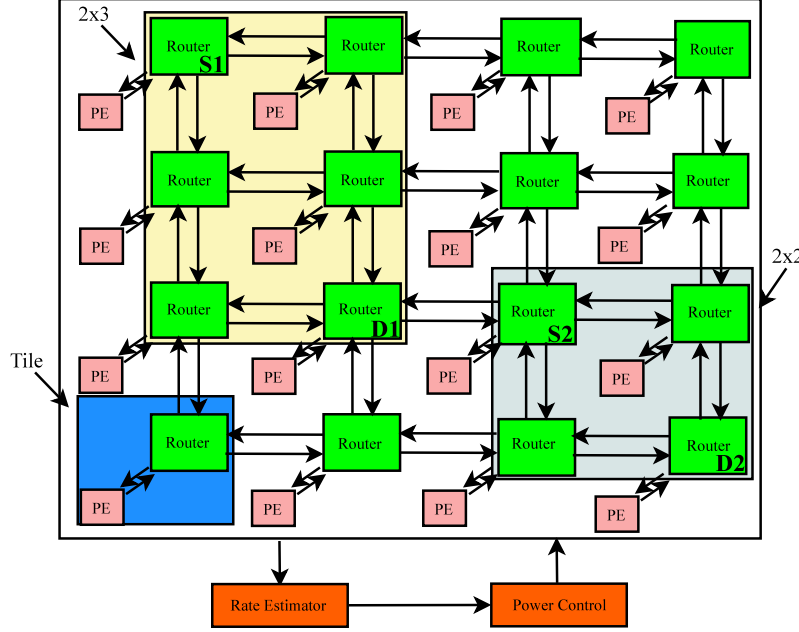 2x3
Router
Router
Router
Router
S1
PE
PE
PE
PE
Router
Router
Router
Router
PE
PE
PE
PE
2x2
Router
Router
Router
Router
D1
S2
Tile
PE
PE
PE
PE
Router
Router
Router
Router
D2
PE
PE
PE
PE
Rate Estimator
Power Control